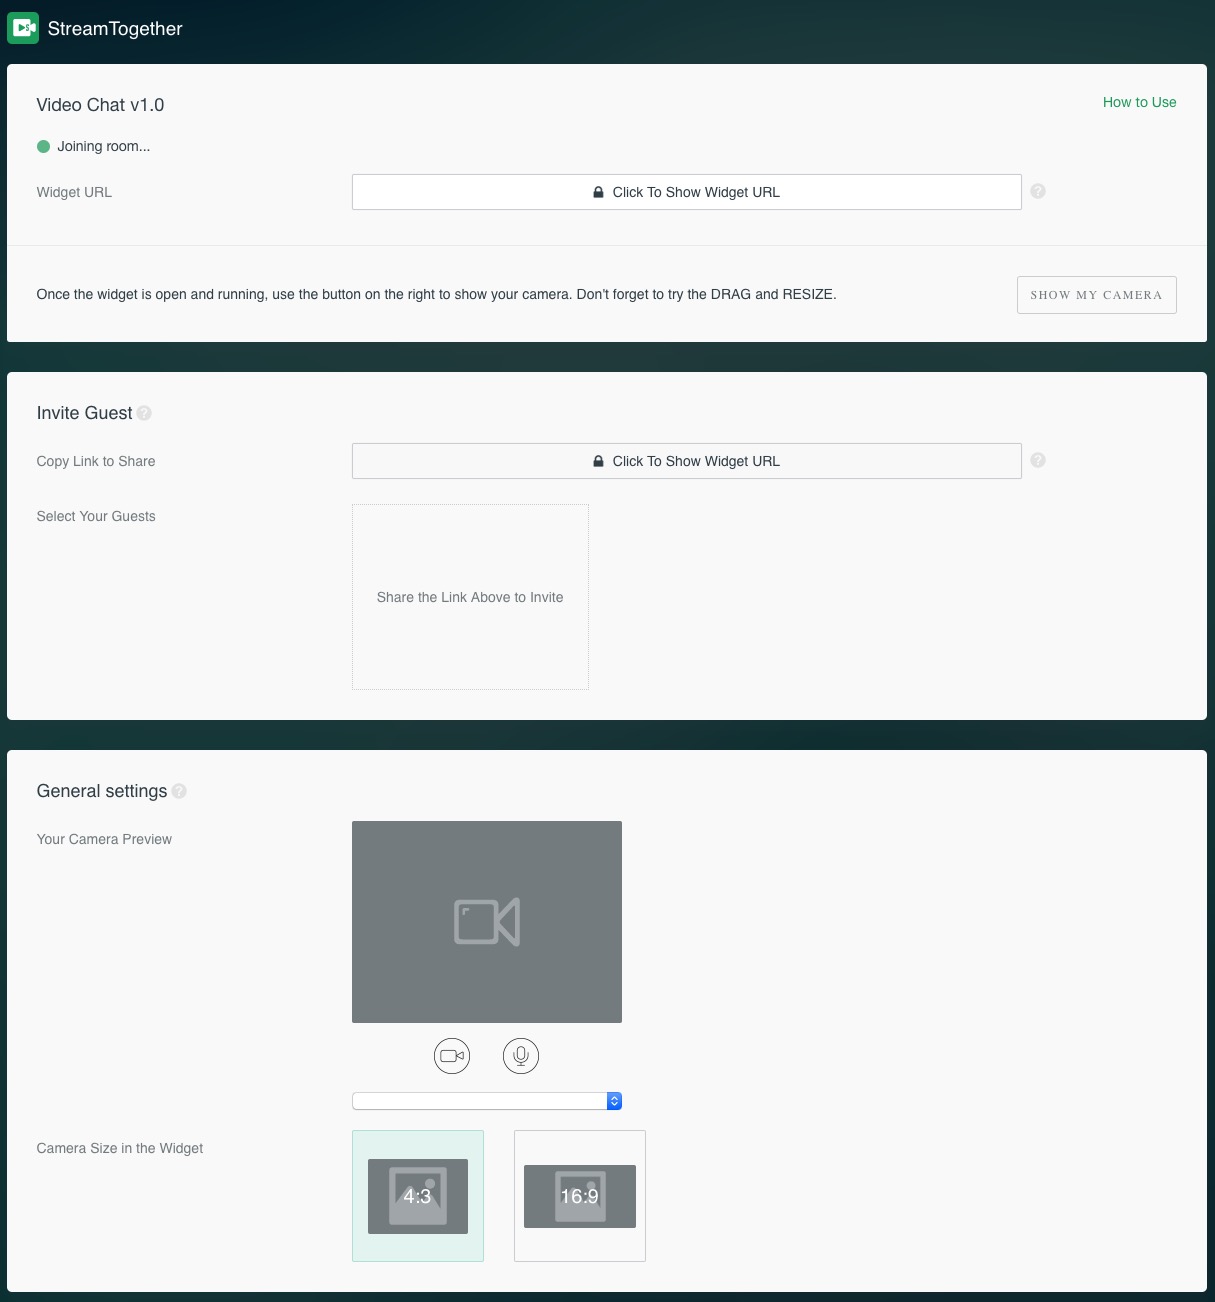 StreamTogether
Video Chat v1.0
How to Use
Joining room...
Widget URL
Click To Show Widget URL
?
Once the widget is open and running, use the button on the right to show your camera. Don't forget to try the DRAG and RESIZE.
SHOW MY CAMERA
Invite Guest ?
Copy Link to Share
Click To Show Widget URL
?
Select Your Guests
Share the Link Above to Invite
General settings ?
Your Camera Preview
Camera Size in the Widget
4:3
16:9